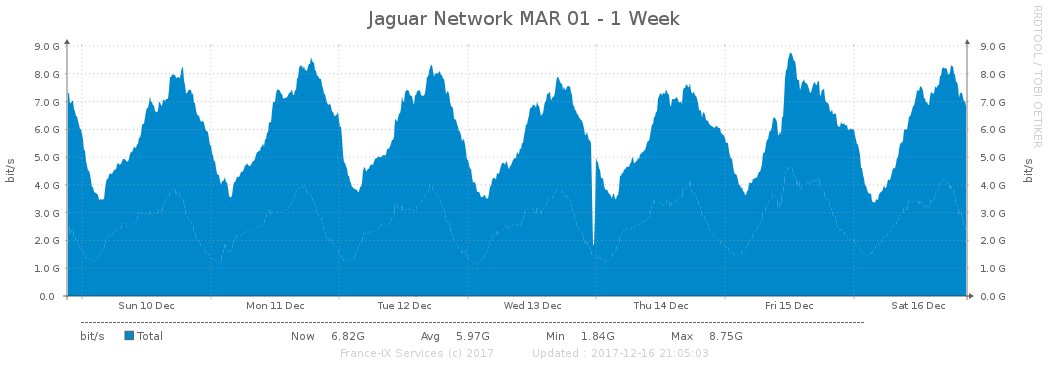 Jaguar Network MAR 01 - 1 Week
RRDTOOL / TOBI OETIKER
9.0 G 9.0 G
8.0 G 8.0 G
7.0 G 7.0 G
6.0 G 6.0 G
5.0 G 5.0 G
4.0 G 4.0 G
3.0 G 3.0 G
2.0 G 2.0 G
1.0 G 1.0 G
0.0 0.0 G
bit/s
bit/s
Sun 10 Dec Mon 11 Dec Tue 12 Dec Wed 13 Dec Thu 14 Dec Fri 15 Dec Sat 16 Dec
bit/s Total Now 6.82G Avg 5.97G Min 1.84G Max 8.75G
France-IX Services (c) 2017 Updated : 2017-12-16 21:05:03